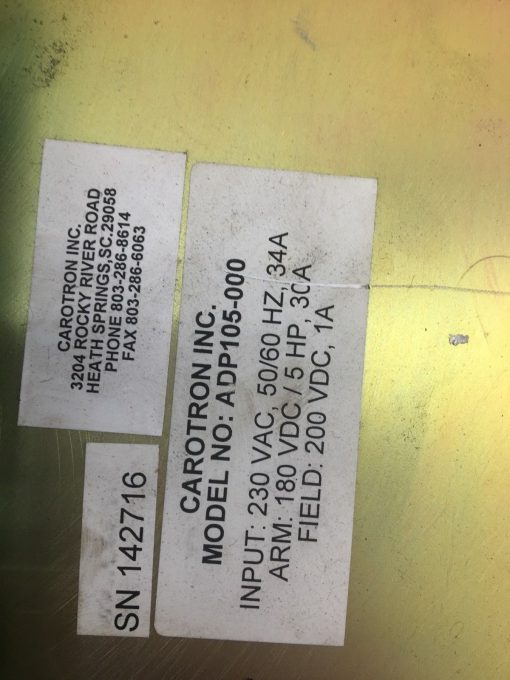 CAROTRON INC.
3204 ROCKY RIVER ROAD
HEATH SPRINGS,SC.29058
PHONE 803-286-8614
FAX 803-286-6063
SN 142716
CAROTRON INC.
MODEL NO: ADP105-000
INPUT: 230 VAC, 50/60 HZ, 34A
ARM: 180 VDC / 5 HP, 30A
FIELD: 200 VDC, 1A